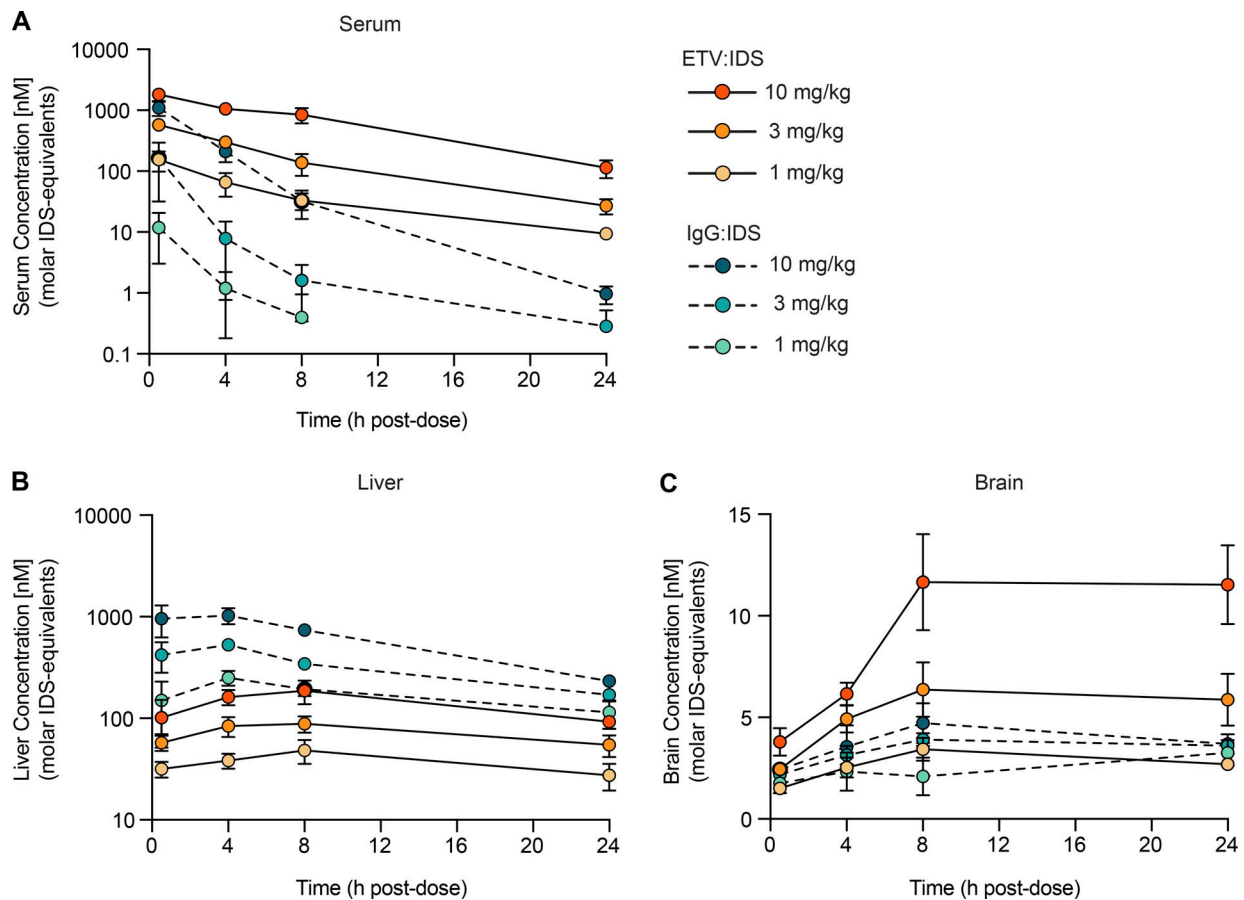 A
Serum
Serum Concentration [nM]
(molar IDS-equivalents)
10000
1000
100
10
1
0.1
0 4 8 12 16 20 24
Time (h post-dose)
ETV:IDS
10 mg/kg
3 mg/kg
1 mg/kg
IgG:IDS
10 mg/kg
3 mg/kg
1 mg/kg
B
Liver
Liver Concentration [nM]
(molar IDS-equivalents)
10000
1000
100
10
0 4 8 12 16 20 24
Time (h post-dose)
C
Brain
Brain Concentration [nM]
(molar IDS-equivalents)
15
10
5
0
0 4 8 12 16 20 24
Time (h post-dose)